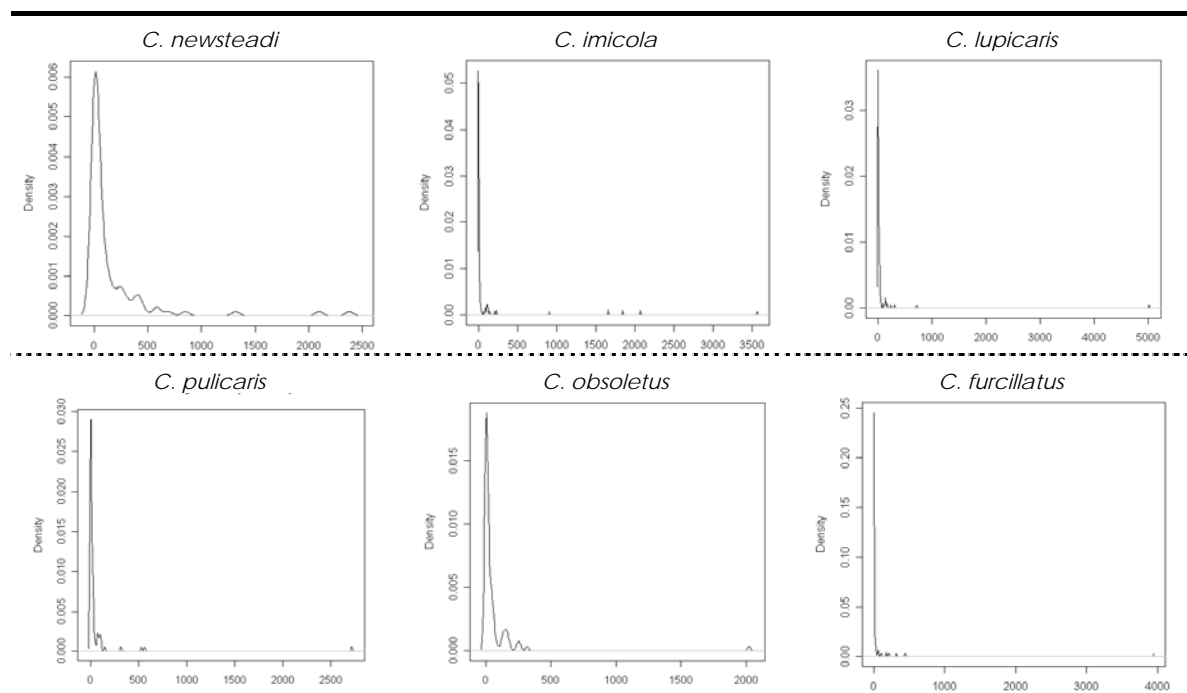 C. newsteadi
C. imicola
C. lupicaris
0.006
0.005
0.004
0.003
0.002
0.001
0.000
Density
0 500 1000 1500 2000 2500
0.05
0.04
0.03
0.02
0.01
0.00
Density
0 500 1000 1500 2000 2500 3000 3500
0.03
0.02
0.01
0.00
Density
0 1000 2000 3000 4000 5000
C. pulicaris
C. obsoletus
C. furcillatus
0.030
0.025
0.020
0.015
0.010
0.005
0.000
Density
0 500 1000 1500 2000 2500
0.015
0.010
0.005
0.000
Density
0 500 1000 1500 2000
0.25
0.20
0.15
0.10
0.05
0.00
Density
0 1000 2000 3000 4000